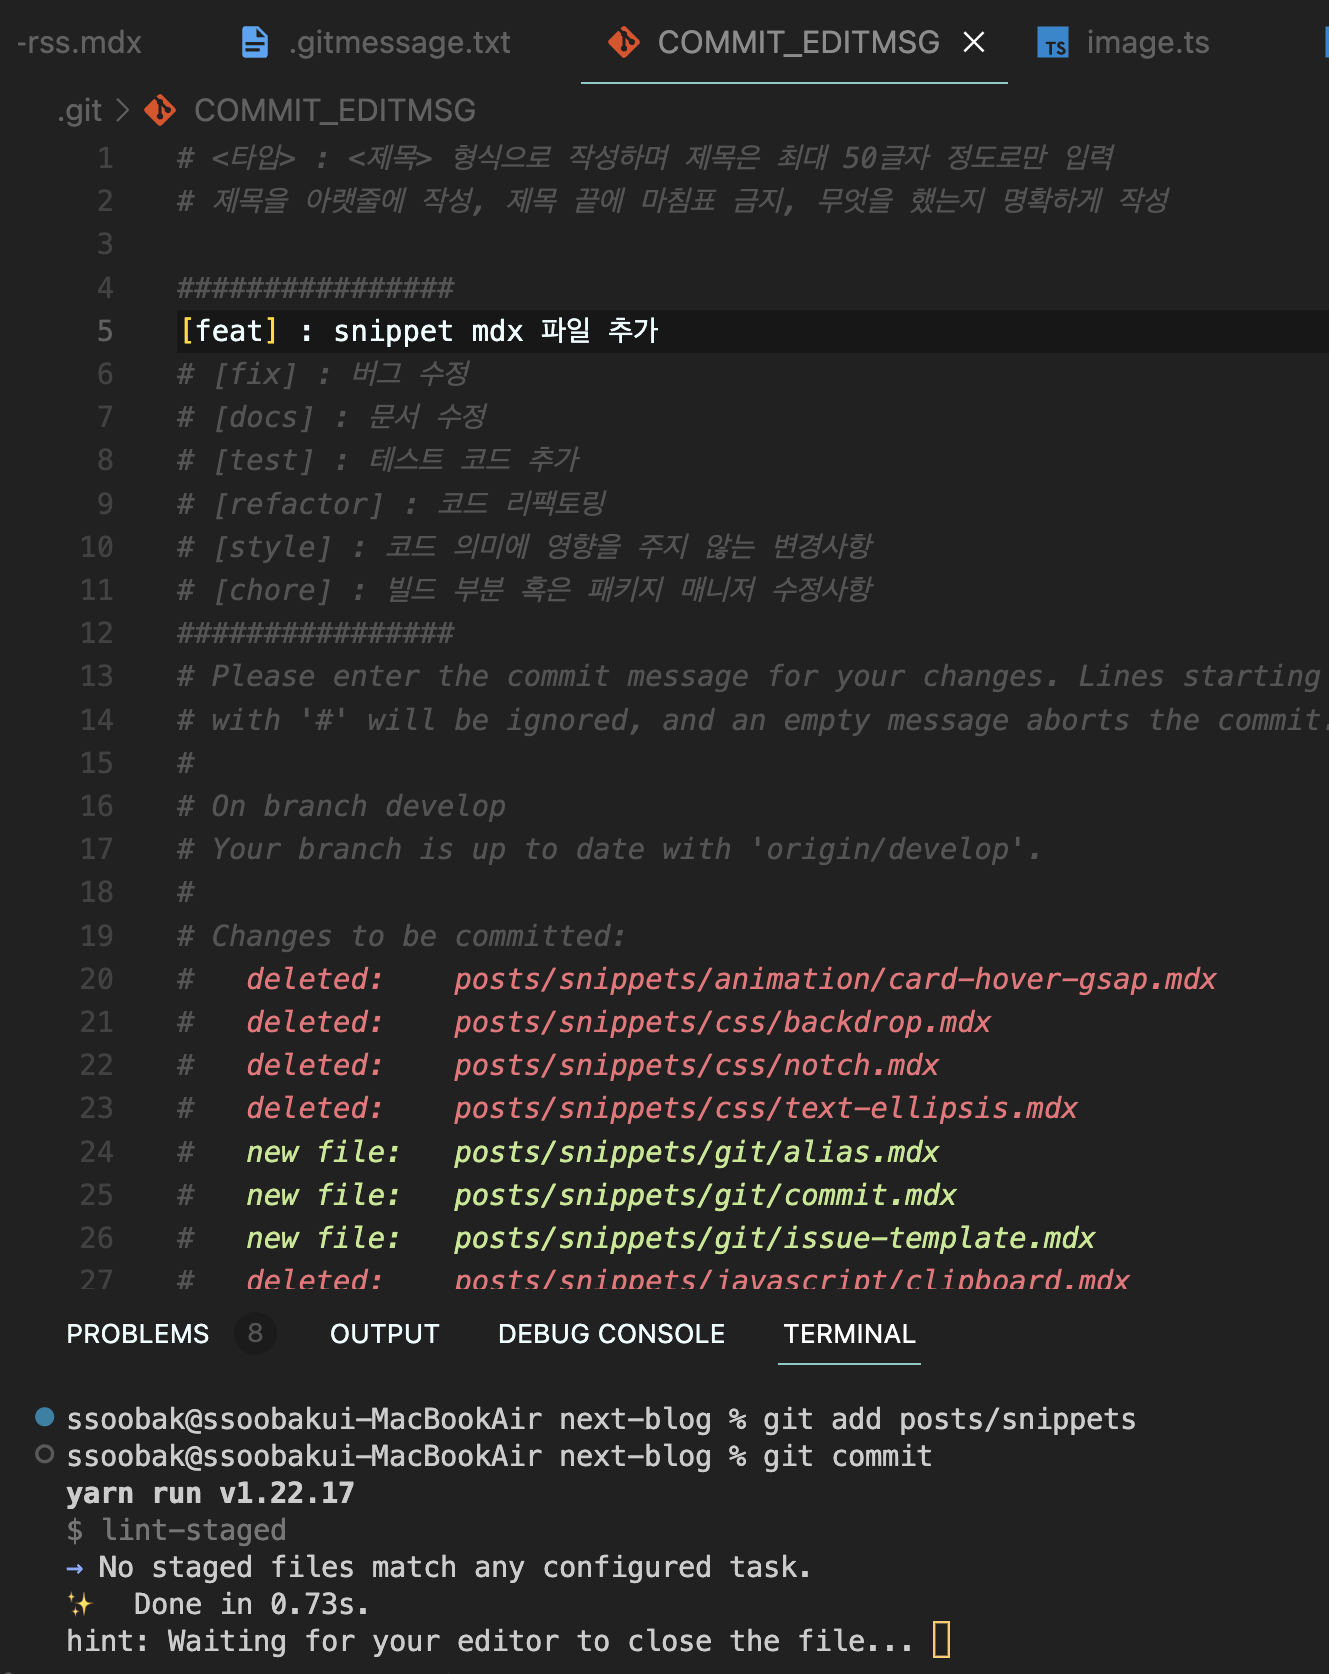 -rss.mdx .gitmessage.txt COMMIT_EDITMSG TS image.ts
.git > COMMIT_EDITMSG
1 # <타입> : <제목> 형식으로 작성하며 제목은 최대 50글자 정도로만 입력
2 # 제목을 아랫줄에 작성, 제목 끝에 마침표 금지, 무엇을 했는지 명확하게 작성
3
4 ################
5 [feat] : snippet mdx 파일 추가
6 # [fix] : 버그 수정
7 # [docs] : 문서 수정
8 # [test] : 테스트 코드 추가
9 # [refactor] : 코드 리팩토링
10 # [style] : 코드 의미에 영향을 주지 않는 변경사항
11 # [chore] : 빌드 부분 혹은 패키지 매니저 수정사항
12 ################
13 # Please enter the commit message for your changes. Lines starting
14 # with '#' will be ignored, and an empty message aborts the commit.
15 #
16 # On branch develop
17 # Your branch is up to date with 'origin/develop'.
18 #
19 # Changes to be committed:
20 # deleted: posts/snippets/animation/card-hover-gsap.mdx
21 # deleted: posts/snippets/css/backdrop.mdx
22 # deleted: posts/snippets/css/notch.mdx
23 # deleted: posts/snippets/css/text-ellipsis.mdx
24 # new file: posts/snippets/git/alias.mdx
25 # new file: posts/snippets/git/commit.mdx
26 # new file: posts/snippets/git/issue-template.mdx
27 # deleted: posts/snippets/javascript/clipboard.mdx
PROBLEMS 8 OUTPUT DEBUG CONSOLE TERMINAL
ssoobak@ssoobakui-MacBookAir next-blog % git add posts/snippets
ssoobak@ssoobakui-MacBookAir next-blog % git commit
yarn run v1.22.17
$ lint-staged
→ No staged files match any configured task.
✨ Done in 0.73s.
hint: Waiting for your editor to close the file...